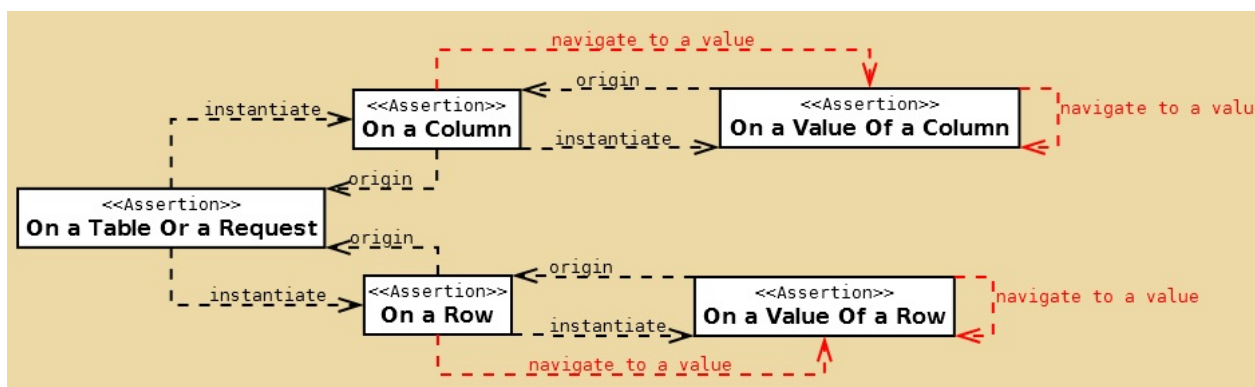 navigate to a value
origin
<<Assertion>>
On a Column
<<Assertion>>
On a Value Of a Column
navigate to a valu
instantiate
instantiate
origin
<<Assertion>>
On a Table Or a Request
origin
origin
<<Assertion>>
On a Row
<<Assertion>>
On a Value Of a Row
navigate to a value
instantiate
instantiate
navigate to a value